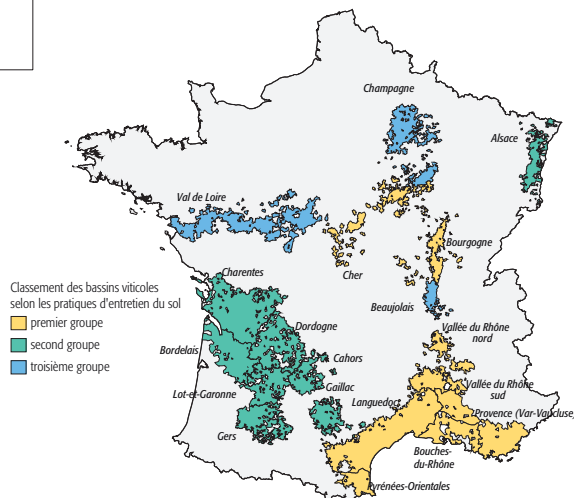 Champagne
Alsace
Val de Loire
Bourgogne
Cher
Charentes
Beaujolais
Classement des bassins viticoles
selon les pratiques d'entretien du sol
premier groupe
second groupe
troisième groupe
Dordogne
Vallée du Rhône
nord
Bordelais
Cahors
Gaillac
Lot-et-Garonne
Languedoc
Vallée du Rhône
sud
Provence (Var-Vaucluse)
Gers
Bouches-
du-Rhône
Pyrénées-Orientales